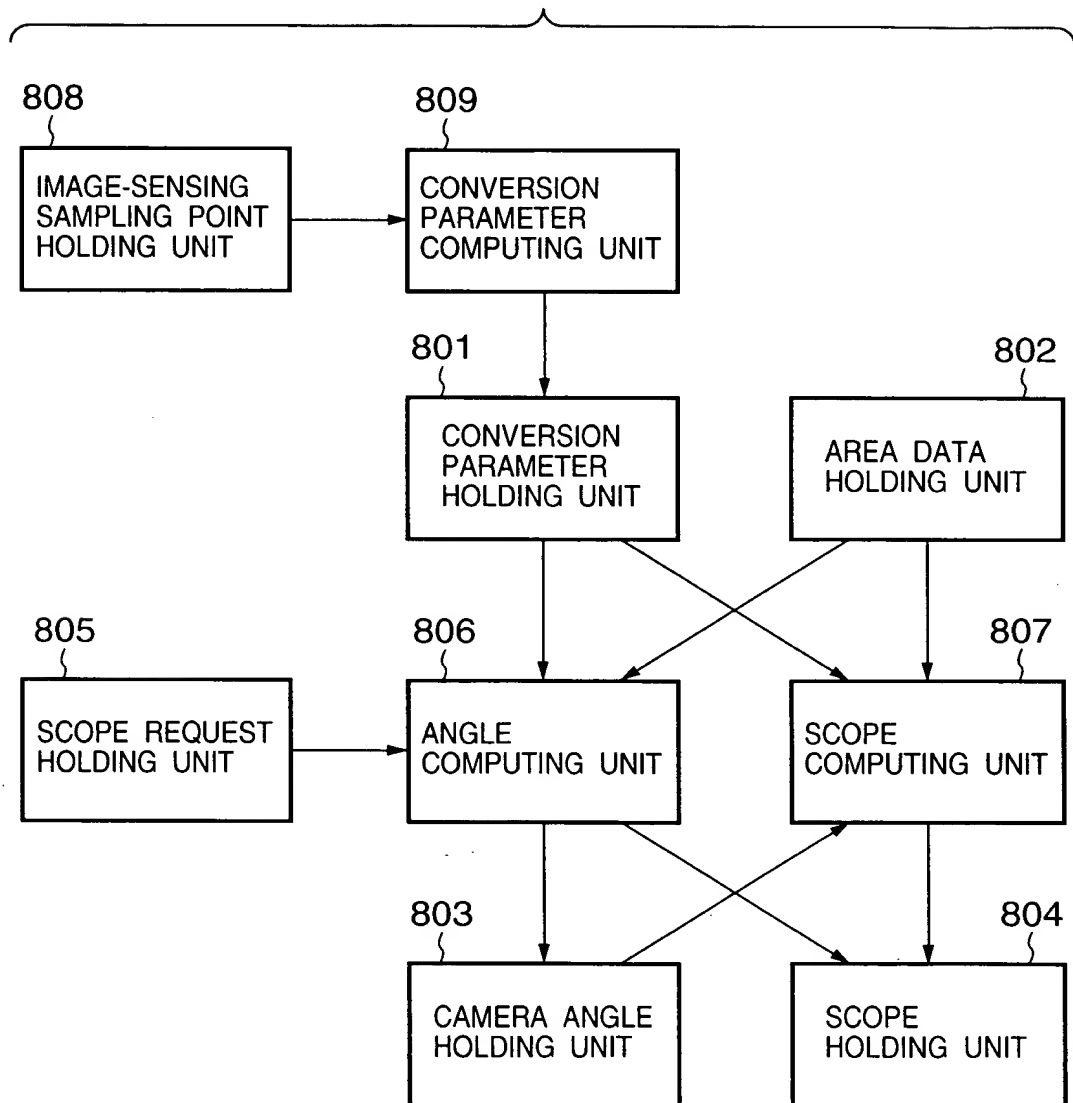 808
IMAGE-SENSING
SAMPLING POINT
HOLDING UNIT
809
CONVERSION
PARAMETER
COMPUTING UNIT
801
CONVERSION
PARAMETER
HOLDING UNIT
802
AREA DATA
HOLDING UNIT
805
SCOPE REQUEST
HOLDING UNIT
806
ANGLE
COMPUTING UNIT
807
SCOPE
COMPUTING UNIT
803
CAMERA ANGLE
HOLDING UNIT
804
SCOPE
HOLDING UNIT